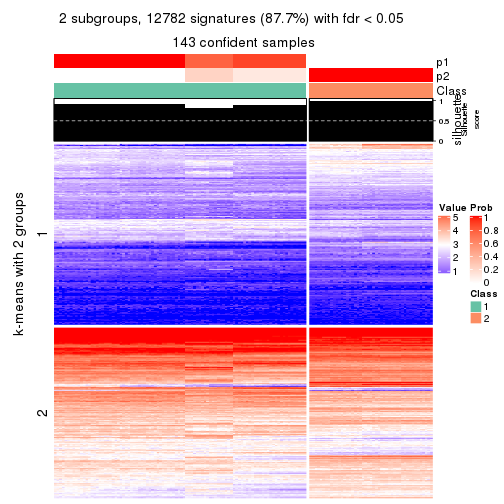 2 subgroups, 12782 signatures (87.7%) with fdr < 0.05
143 confident samples
p1
p2
Class
1
0.5
0
silhouette
Silhouette
score
k-means with 2 groups
1
2
Value
5
4
3
2
1
Prob
1
0.8
0.6
0.4
0.2
0
Class
1
2